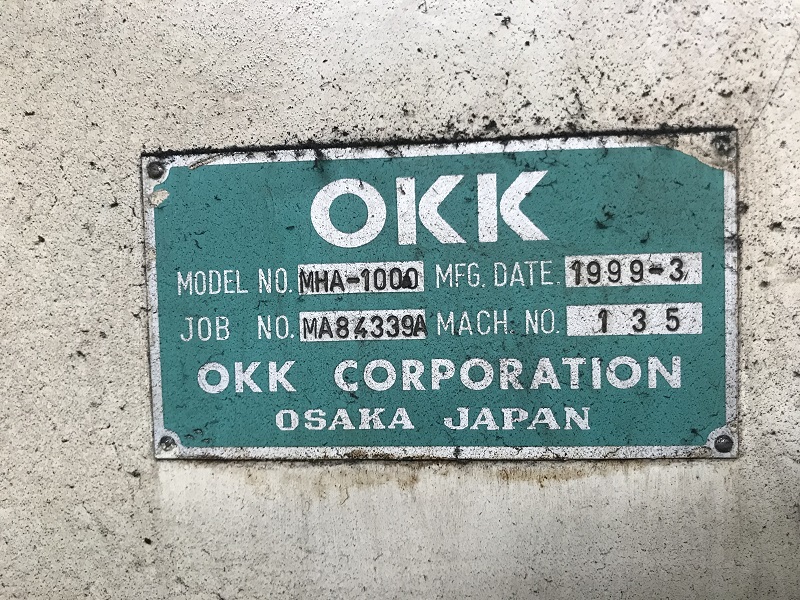 OKK
MODEL NO. MHA-1000 MFG. DATE. 1999-3
JOB NO. MA84339A MACH. NO. 135
OKK CORPORATION
OSAKA JAPAN